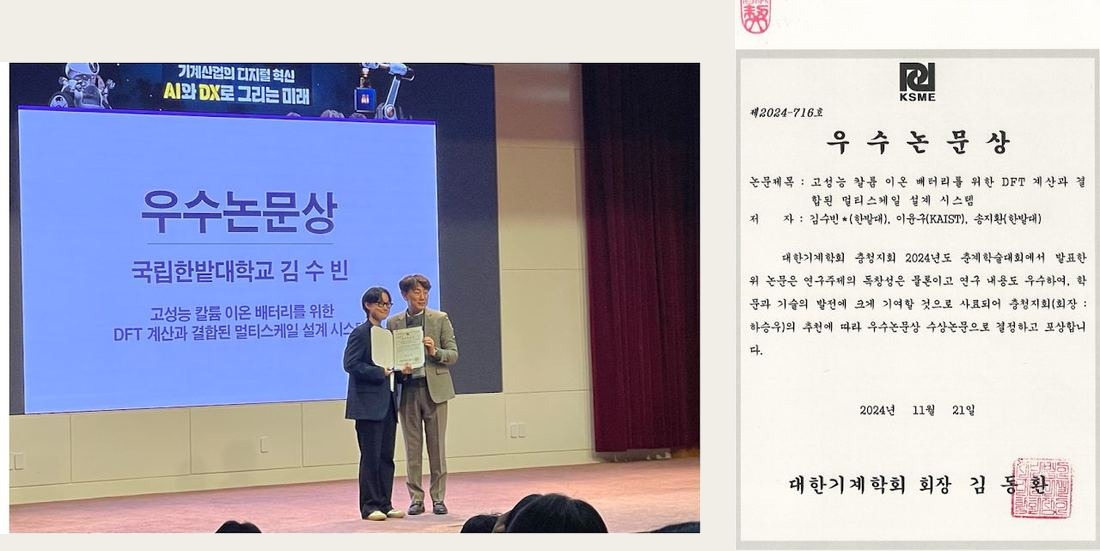 기계산업의 디지털 혁신
AI와 DX로 그리는 미래
우수논문상
국립한밭대학교 김 수 빈
고성능 칼륨 이온 배터리를 위한
DFT 계산과 결합된 멀티스케일 설계 시스
KSME
제2024-716호
우 수 논 문 상
논문제목 : 고성능 칼륨 이온 배터리를 위한 DFT 계산과 결
합된 멀티스케일 설계 시스템
저 자 : 김수빈*(한밭대), 이윤구(KAIST), 송지환(한밭대)
대한기계학회 충청지회 2024년도 춘계학술대회에서 발표한
위 논문은 연구주제의 독창성은 물론이고 연구 내용도 우수하여, 학
문과 기술의 발전에 크게 기여할 것으로 사료되어 충청지회(회장 :
하승우)의 추천에 따라 우수논문상 수상논문으로 결정하고 포상합니
다.
2024년 11월 21일
대한기계학회 회장 김 동 환